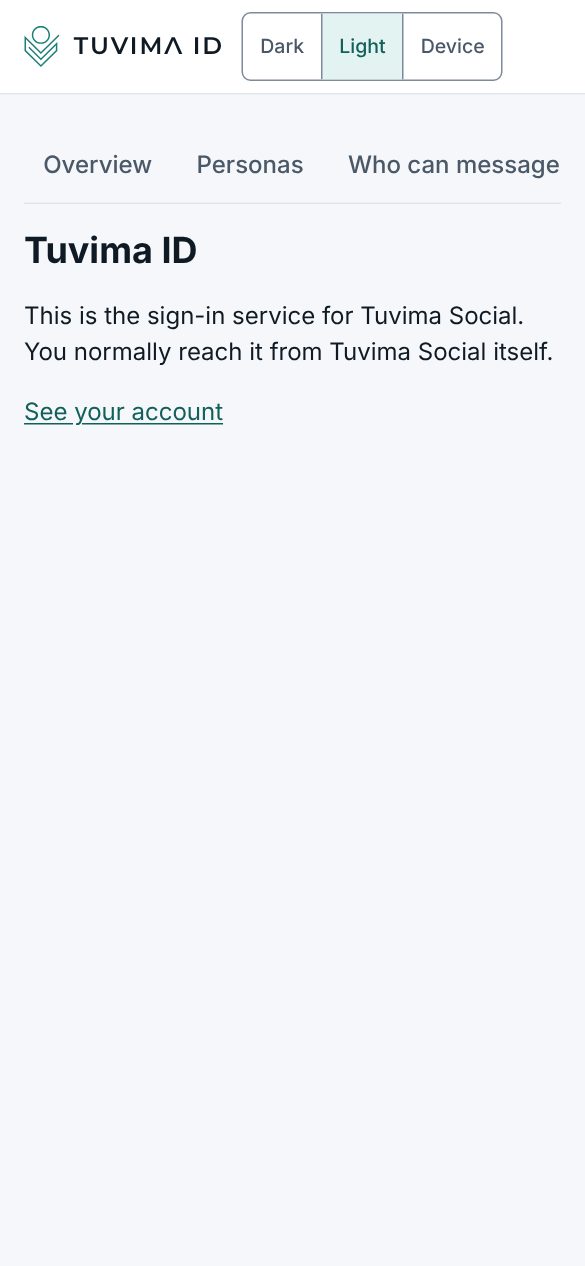 TUVIMA ID
Dark Light Device
Overview Personas Who can message
Tuvima ID
This is the sign-in service for Tuvima Social.
You normally reach it from Tuvima Social itself.
See your account